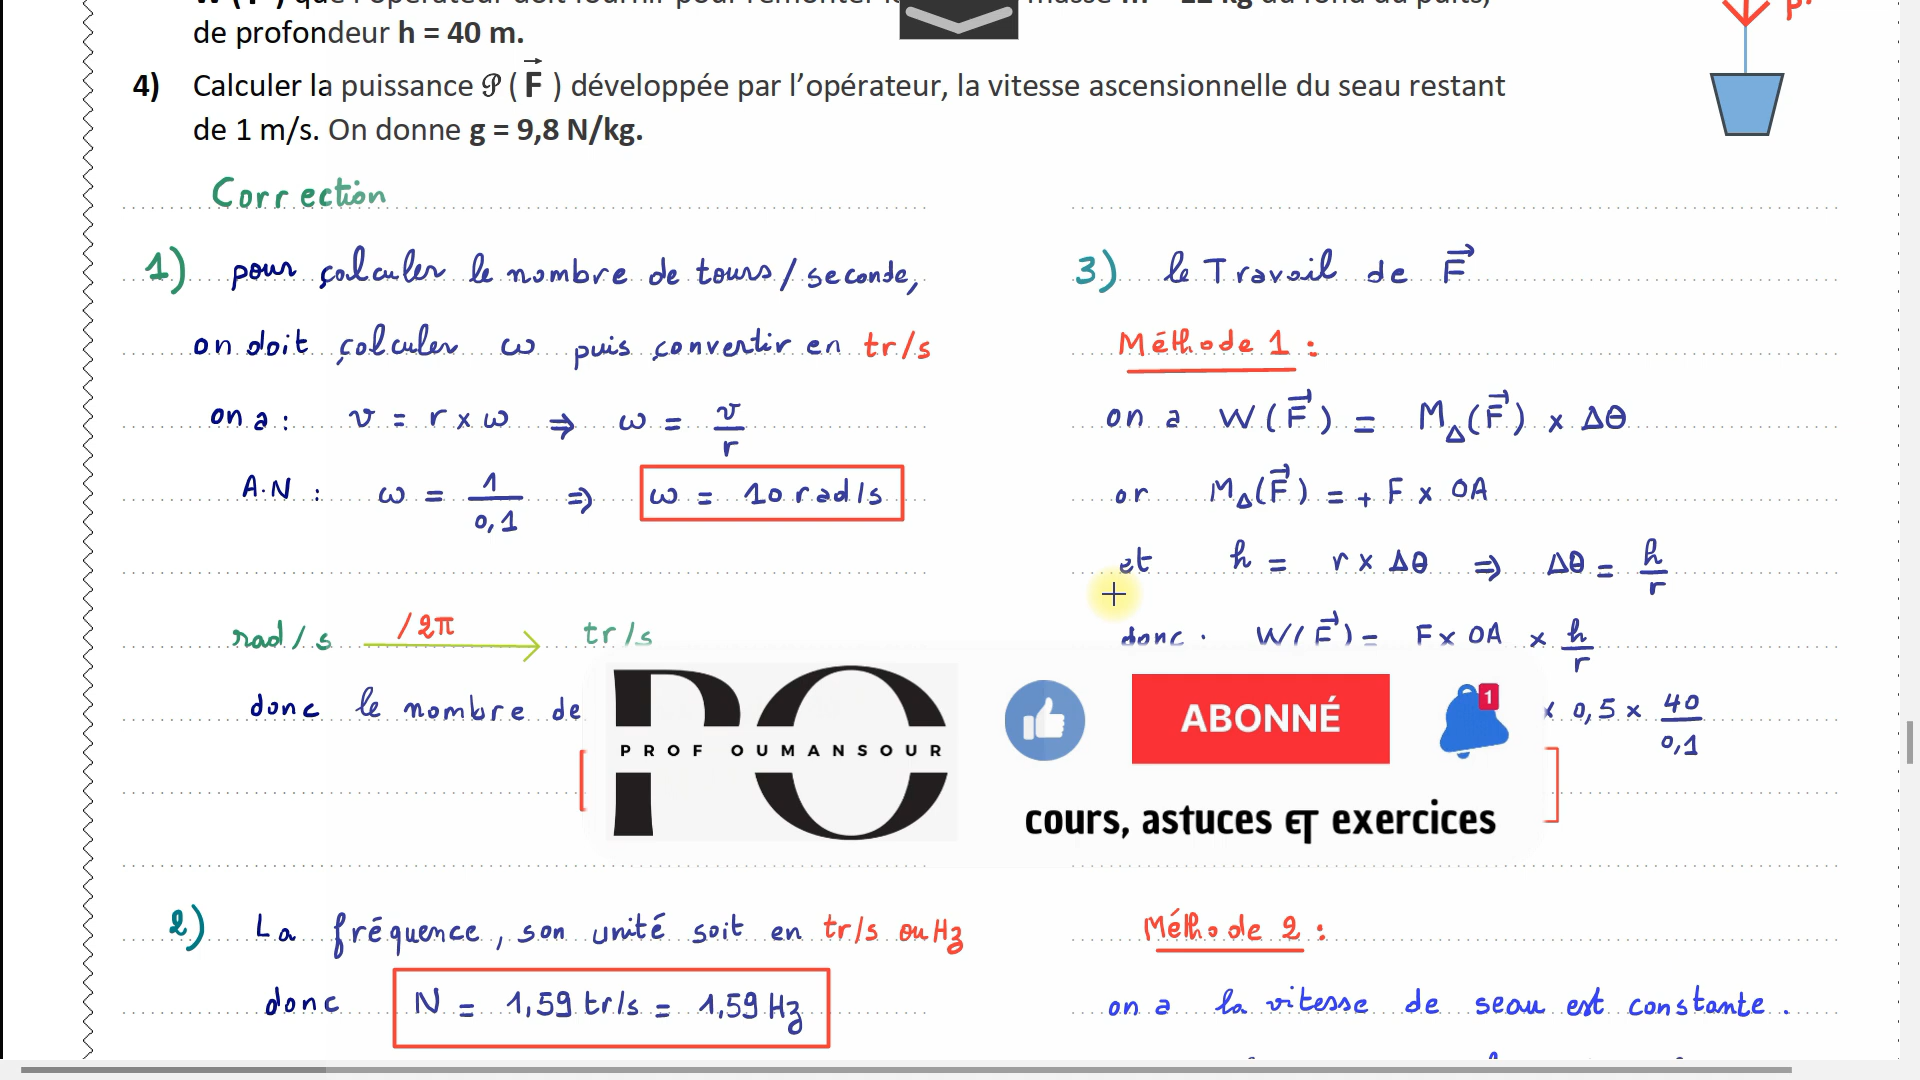 de profondeur h = 40 m.
4) Calculer la puissance 𝒫 ( F⃗ ) développée par l’opérateur, la vitesse ascensionnelle du seau restant
de 1 m/s. On donne g = 9,8 N/kg.
Correction
1) pour calculer le nombre de tours / seconde,
on doit calculer ω puis convertir en tr/s
on a : v = r x ω ⇒ ω = v/r
A.N : ω = 1/0,1 ⇒ ω = 10 rad/s
rad/s /2π → tr/s
donc le nombre de
2) La fréquence, son unité soit en tr/s ou Hz
donc N = 1,59 tr/s = 1,59 Hz
3) le Travail de F⃗
Méthode 1 :
on a W(F⃗) = M_Δ(F⃗) x Δθ
or M_Δ(F⃗) = + F x OA
et h = r x Δθ ⇒ Δθ = h/r
donc : W(F⃗) = F x OA x h/r
x 0,5 x 40/0,1
Méthode 2 :
on a la vitesse de seau est constante .
PO
PROF OUMANSOUR
ABONNÉ
1
cours, astuces ET exercices